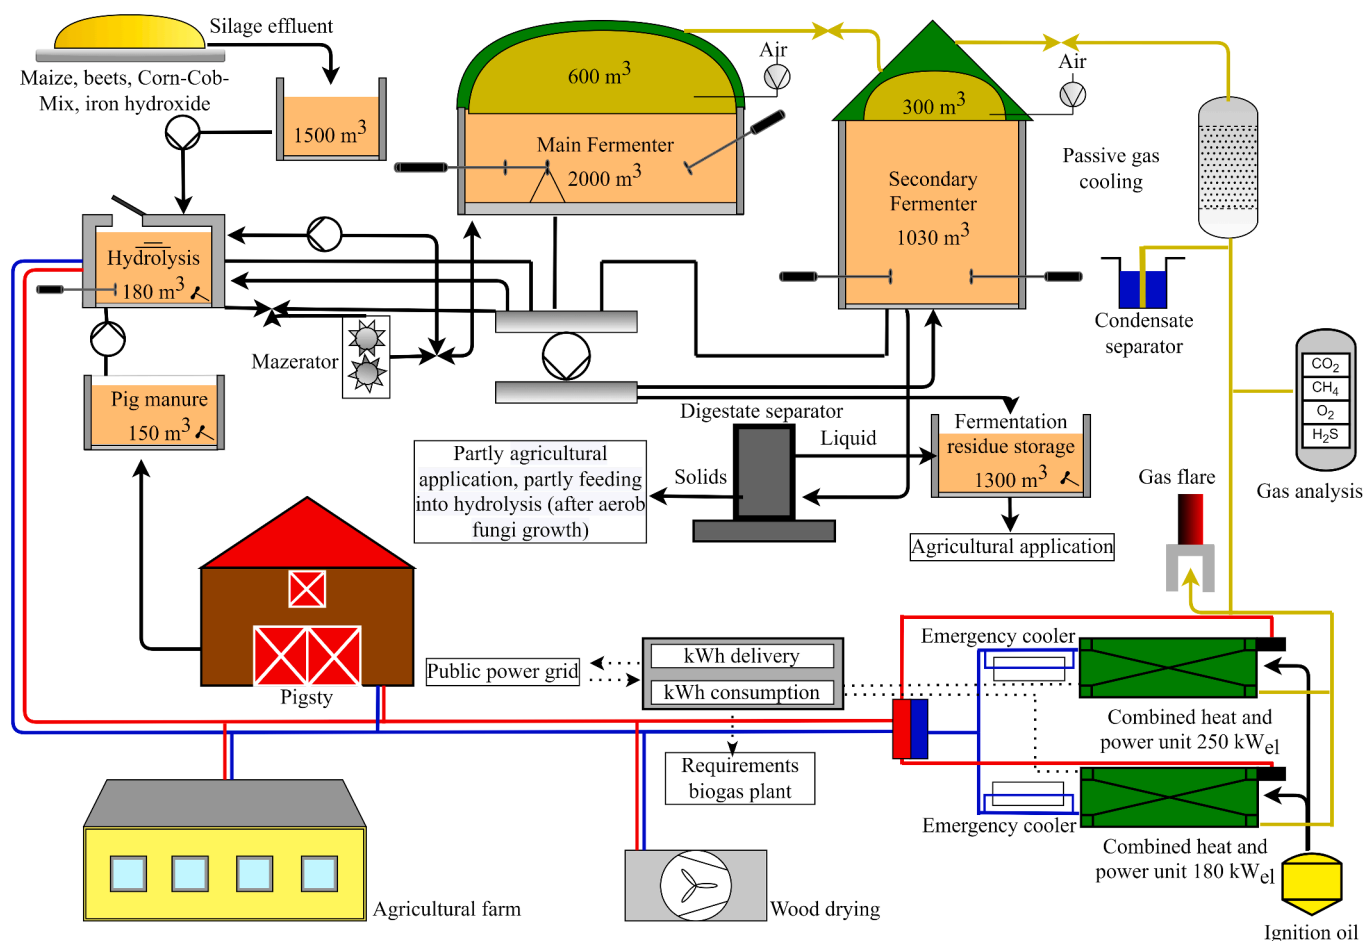 Silage effluent
Maize, beets, Corn-Cob-
Mix, iron hydroxide
1500 m3
600 m3
Air
Main Fermenter
2000 m3
300 m3
Air
Secondary
Fermenter
1030 m3
Passive gas
cooling
Hydrolysis
180 m3
Mazerator
Pig manure
150 m3
Condensate
separator
CO2
CH4
O2
H2S
Gas analysis
Digestate separator
Liquid
Solids
Partly agricultural
application, partly feeding
into hydrolysis (after aerob
fungi growth)
Fermentation
residue storage
1300 m3
Agricultural application
Gas flare
Pigsty
Public power grid
kWh delivery
kWh consumption
Requirements
biogas plant
Emergency cooler
Combined heat and
power unit 250 kWel
Emergency cooler
Combined heat and
power unit 180 kWel
Ignition oil
Agricultural farm
Wood drying